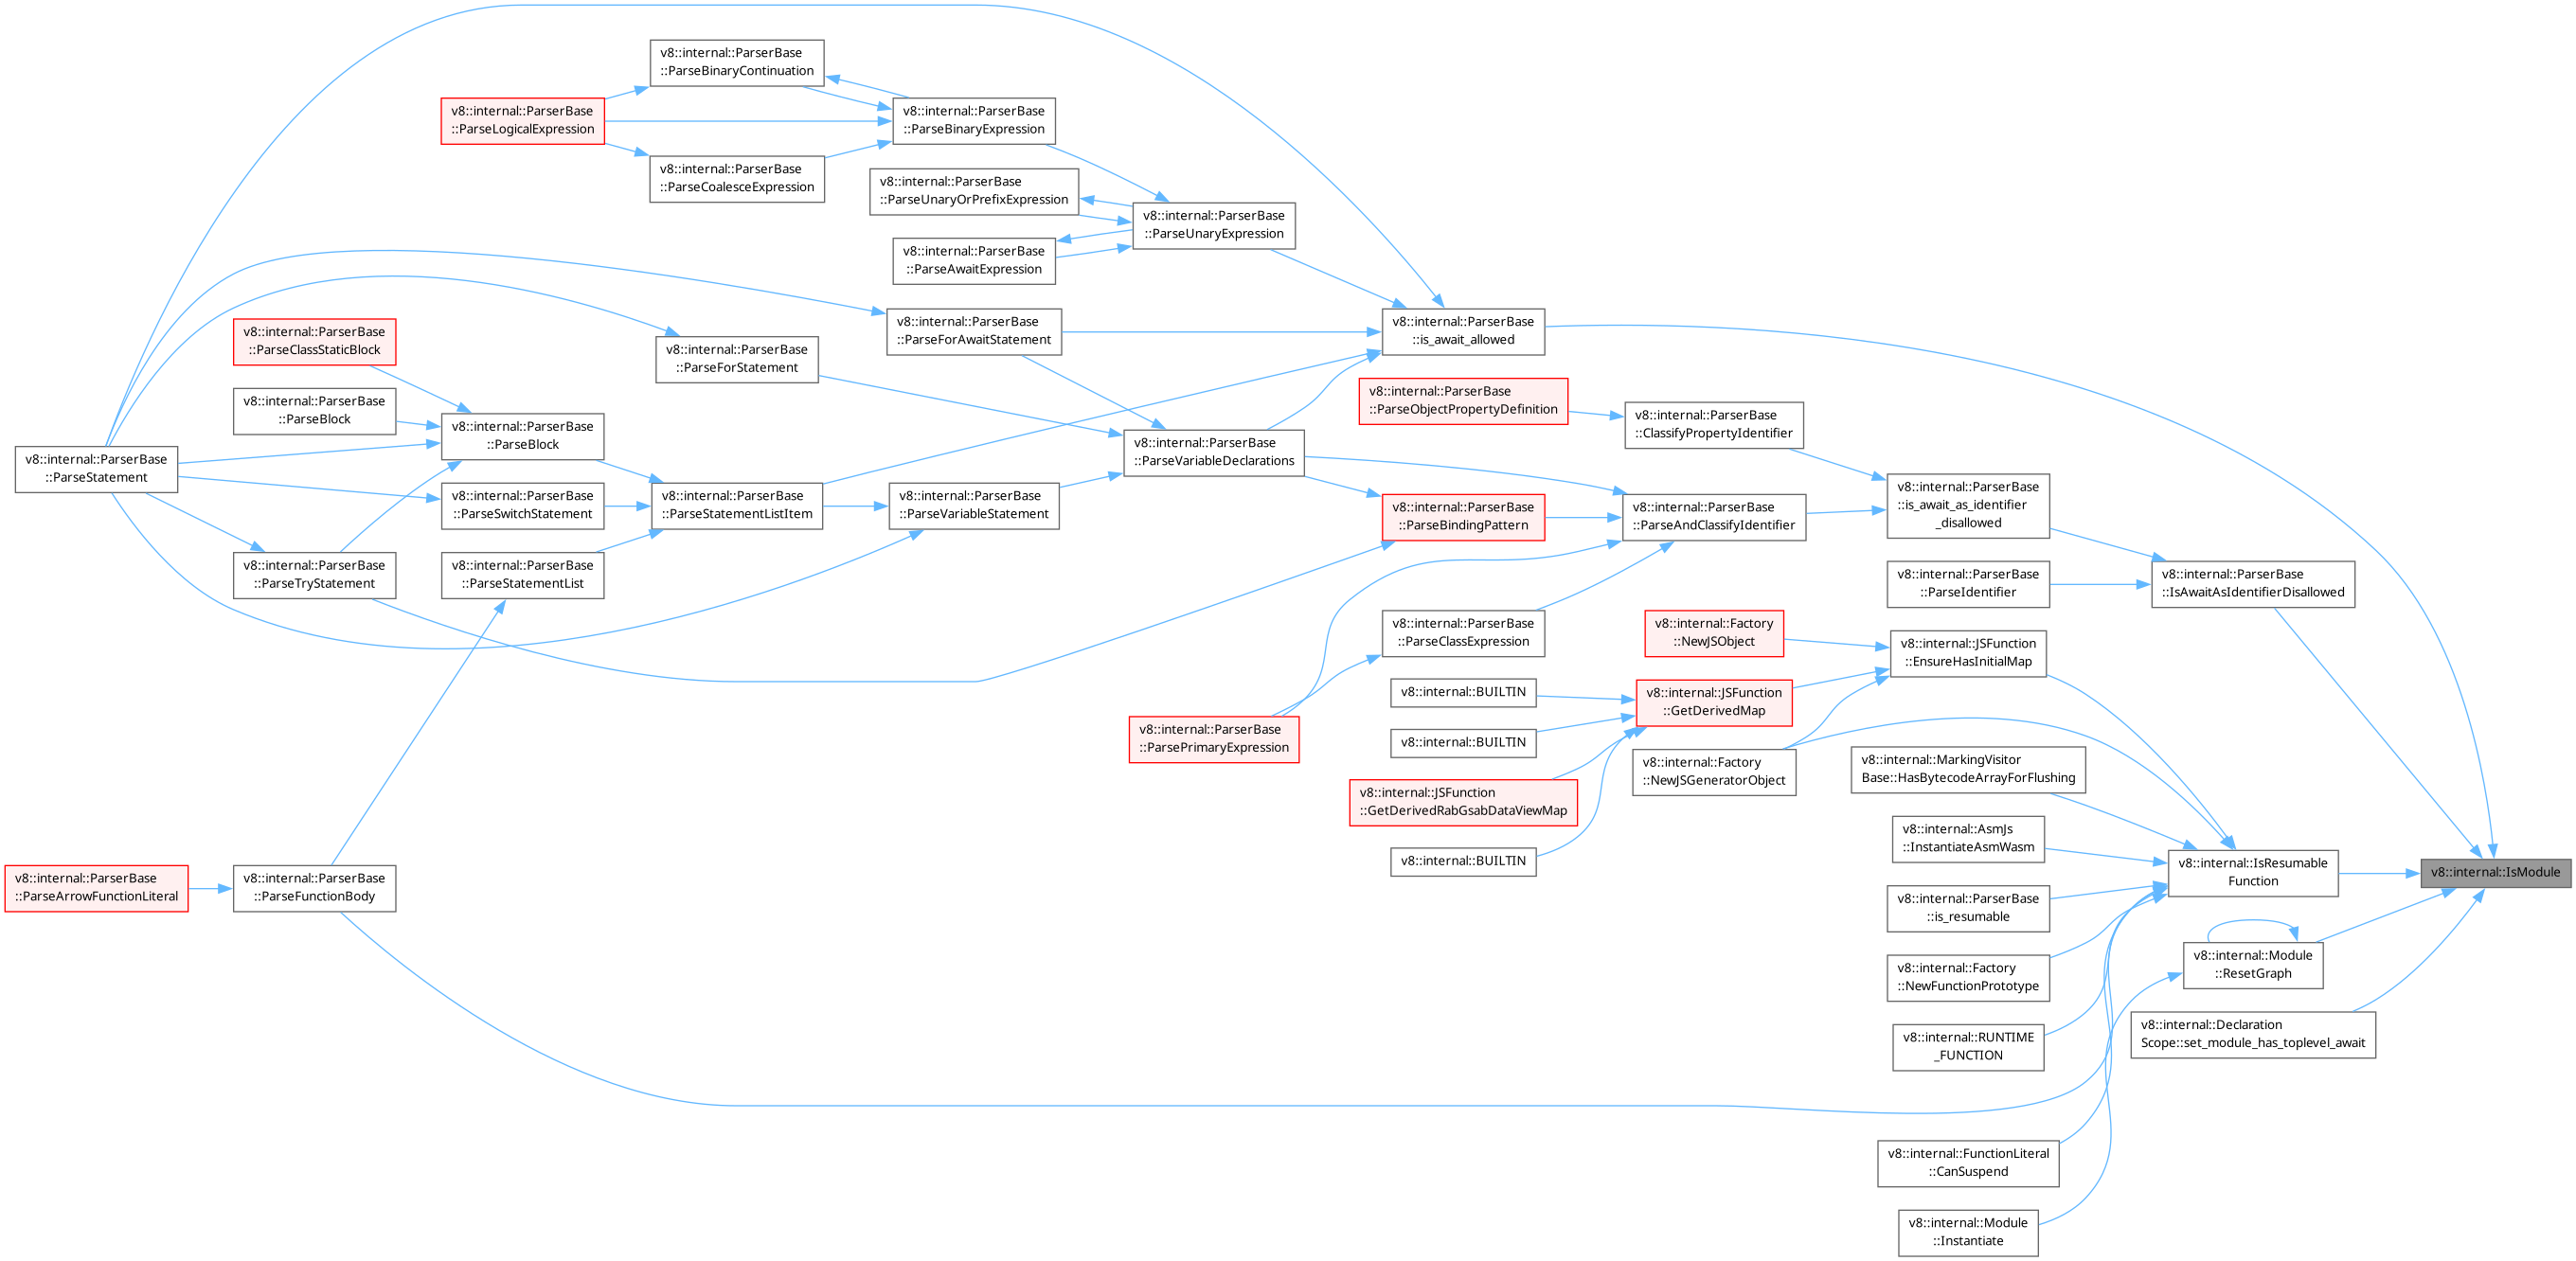 v8::internal::ParserBase
::ParseBinaryContinuation
v8::internal::ParserBase
::ParseLogicalExpression
v8::internal::ParserBase
::ParseBinaryExpression
v8::internal::ParserBase
::ParseCoalesceExpression
v8::internal::ParserBase
::ParseUnaryOrPrefixExpression
v8::internal::ParserBase
::ParseUnaryExpression
v8::internal::ParserBase
::ParseAwaitExpression
v8::internal::ParserBase
::ParseForAwaitStatement
v8::internal::ParserBase
::is_await_allowed
v8::internal::ParserBase
::ParseClassStaticBlock
v8::internal::ParserBase
::ParseForStatement
v8::internal::ParserBase
::ParseObjectPropertyDefinition
v8::internal::ParserBase
::ClassifyPropertyIdentifier
v8::internal::ParserBase
::ParseBlock
v8::internal::ParserBase
::ParseBlock
v8::internal::ParserBase
::ParseVariableDeclarations
v8::internal::ParserBase
::ParseStatement
v8::internal::ParserBase
::is_await_as_identifier
_disallowed
v8::internal::ParserBase
::ParseSwitchStatement
v8::internal::ParserBase
::ParseStatementListItem
v8::internal::ParserBase
::ParseVariableStatement
v8::internal::ParserBase
::ParseBindingPattern
v8::internal::ParserBase
::ParseAndClassifyIdentifier
v8::internal::ParserBase
::ParseTryStatement
v8::internal::ParserBase
::ParseStatementList
v8::internal::ParserBase
::ParseIdentifier
v8::internal::ParserBase
::IsAwaitAsIdentifierDisallowed
v8::internal::ParserBase
::ParseClassExpression
v8::internal::Factory
::NewJSObject
v8::internal::JSFunction
::EnsureHasInitialMap
v8::internal::BUILTIN
v8::internal::JSFunction
::GetDerivedMap
v8::internal::ParserBase
::ParsePrimaryExpression
v8::internal::BUILTIN
v8::internal::Factory
::NewJSGeneratorObject
v8::internal::MarkingVisitor
Base::HasBytecodeArrayForFlushing
v8::internal::JSFunction
::GetDerivedRabGsabDataViewMap
v8::internal::AsmJs
::InstantiateAsmWasm
v8::internal::BUILTIN
v8::internal::IsResumable
Function
v8::internal::IsModule
v8::internal::ParserBase
::ParseArrowFunctionLiteral
v8::internal::ParserBase
::ParseFunctionBody
v8::internal::ParserBase
::is_resumable
v8::internal::Module
::ResetGraph
v8::internal::Factory
::NewFunctionPrototype
v8::internal::Declaration
Scope::set_module_has_toplevel_await
v8::internal::RUNTIME
_FUNCTION
v8::internal::FunctionLiteral
::CanSuspend
v8::internal::Module
::Instantiate